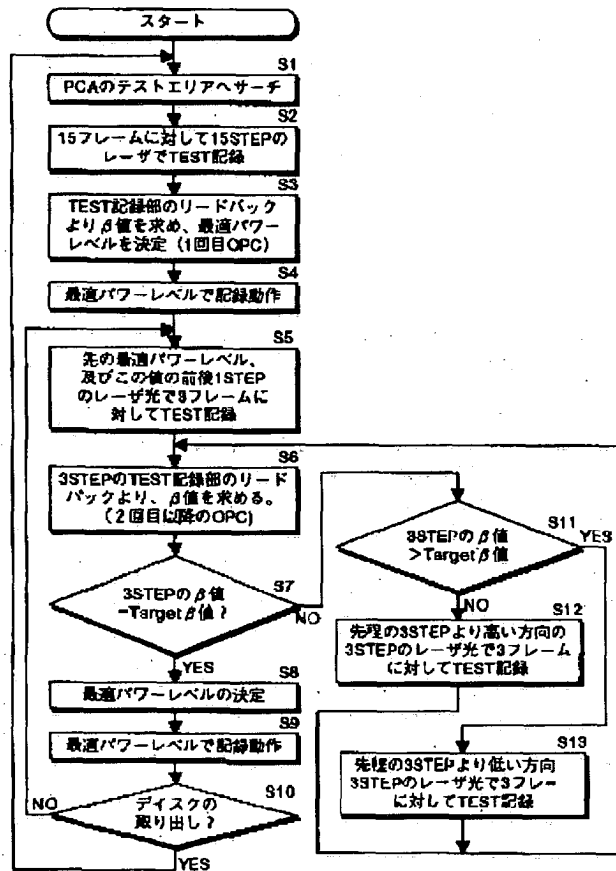 スタート
S1
PCAのテストエリアへサーチ
S2
15フレームに対して15STEPの
レーザでTEST記録
S3
TEST記録部のリードバック
よりβ値を求め、最適パワー
レベルを決定（1回目OPC）
S4
最適パワーレベルで記録動作
S5
先の最適パワーレベル、
及びこの値の前後1STEP
のレーザ光で3フレームに
対してTEST記録
S6
3STEPのTEST記録部のリード
バックより、β値を求める。
（2回目以降のOPC）
S7
3STEPのβ値
=Targetβ値？
NO
YES
S8
最適パワーレベルの決定
S9
最適パワーレベルで記録動作
S10
ディスクの
取り出し？
NO
YES
S11
3STEPのβ値
>Targetβ値
YES
NO
S12
先程の3STEPより高い方向の
3STEPのレーザ光で3フレーム
に対してTEST記録
S13
先程の3STEPより低い方向
3STEPのレーザ光で3フレー
に対してTEST記録